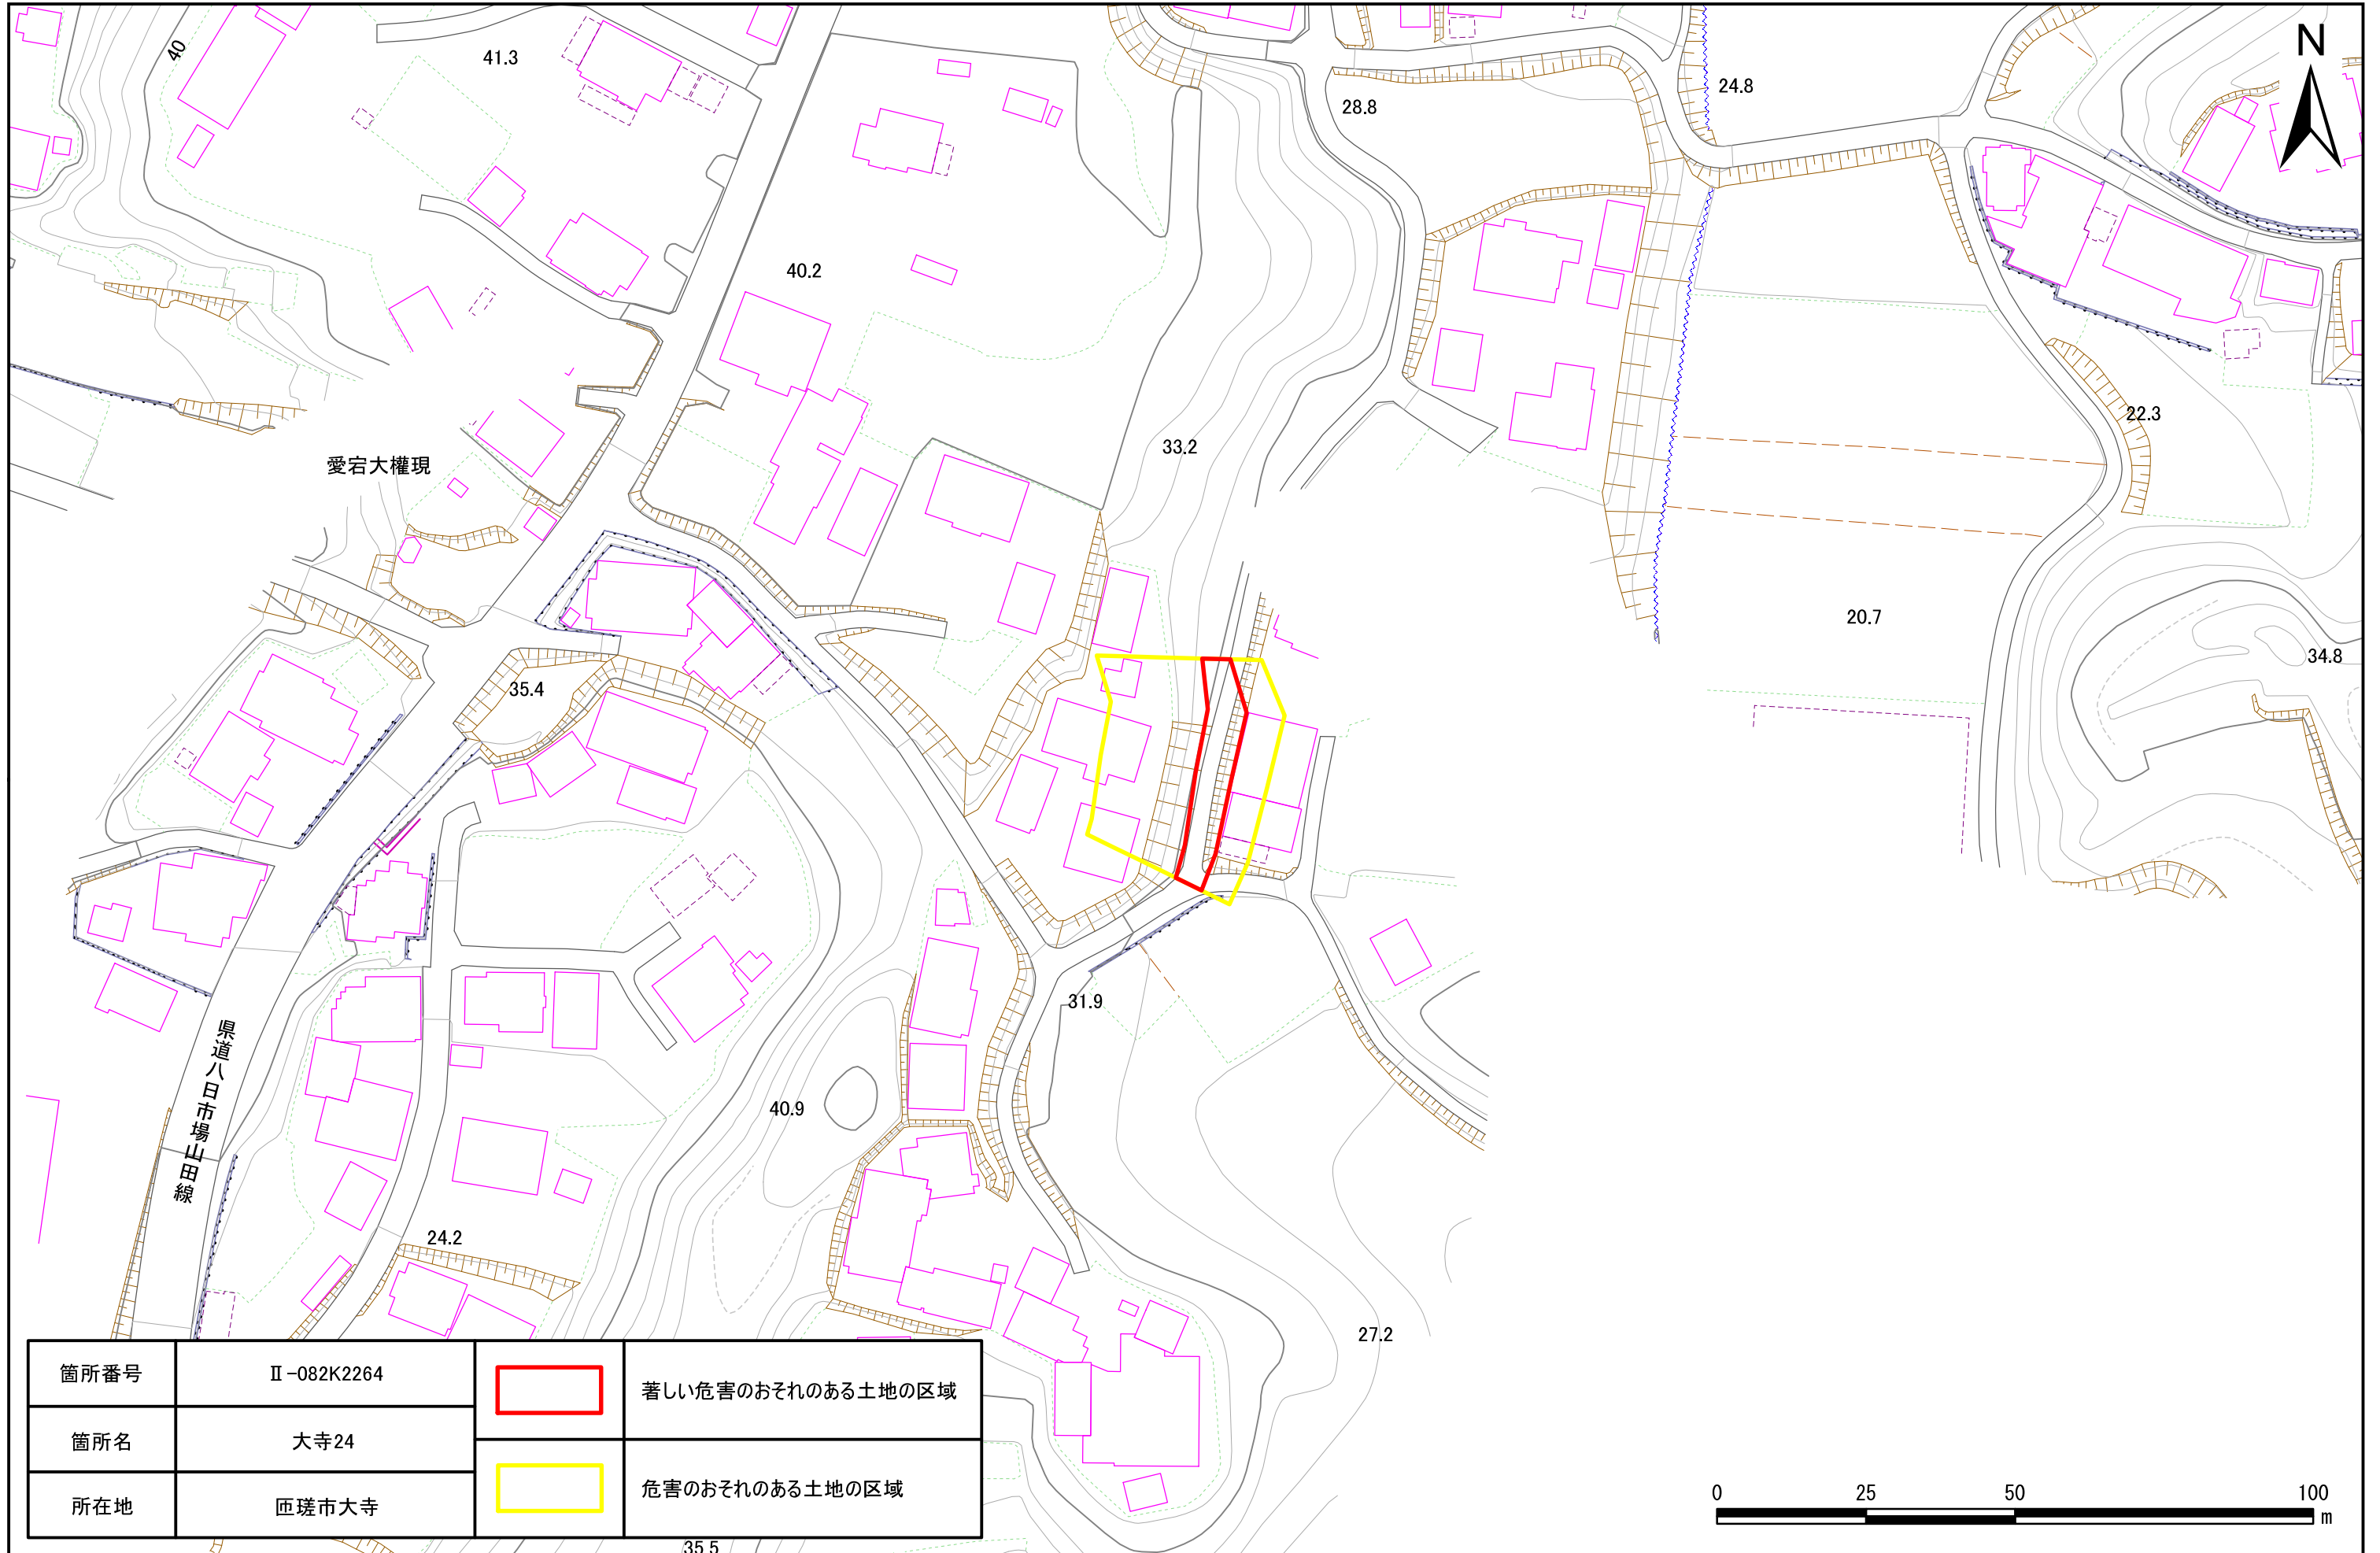 N
40
41.3
28.8
24.8
40.2
33.2
22.3
愛宕大權現
20.7
34.8
35.4
31.9
県道八日市場山田線
40.9
24.2
27.2
箇所番号 Ⅱ-082K2264
箇所名 大寺24
所在地 匝瑳市大寺
著しい危害のおそれのある土地の区域
危害のおそれのある土地の区域
0 25 50 100
m
35.5